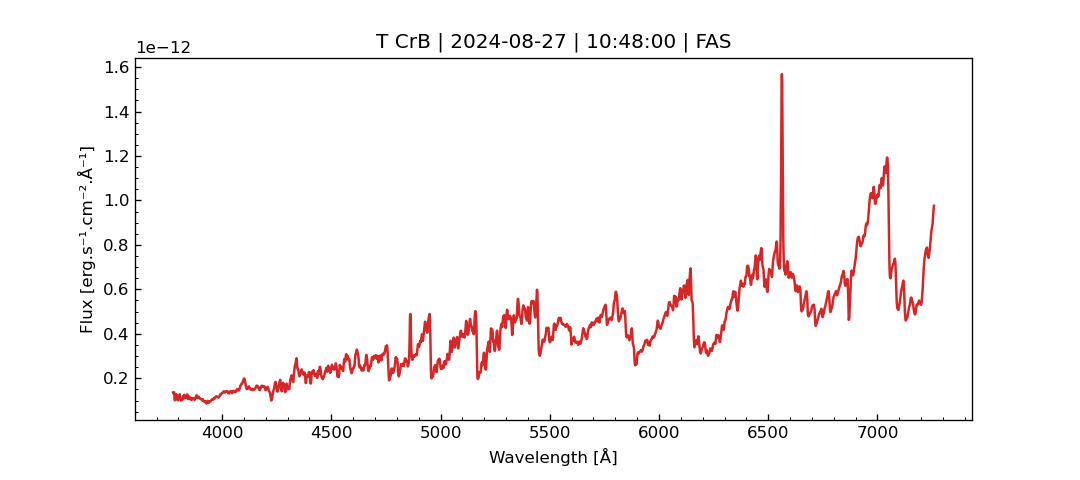 T CrB | 2024-08-27 | 10:48:00 | FAS
1e−12
1.6
1.4
1.2
1.0
0.8
0.6
0.4
0.2
Flux [erg.s⁻¹.cm⁻².Å⁻¹]
4000 4500 5000 5500 6000 6500 7000
Wavelength [Å]